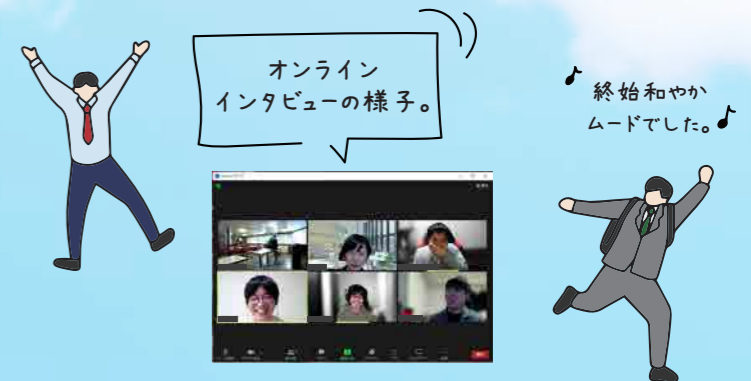 オンライン
インタビューの様子。
終始和やか
ムードでした。